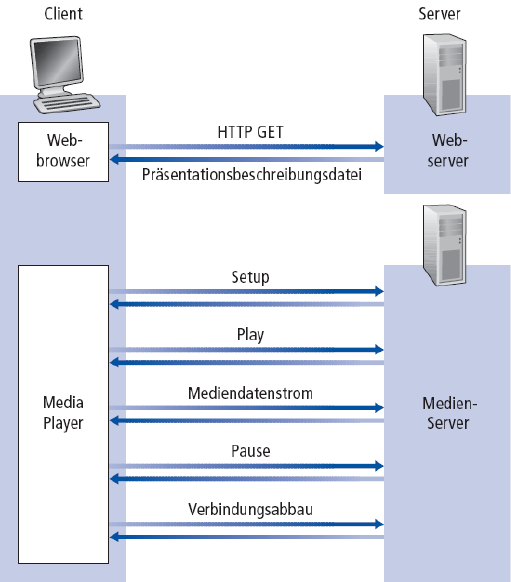 Client
Server
Web-
browser
HTTP GET
Präsentationsbeschreibungsdatei
Web-
server
Setup
Play
Mediendatenstrom
Media
Player
Medien-
Server
Pause
Verbindungsabbau